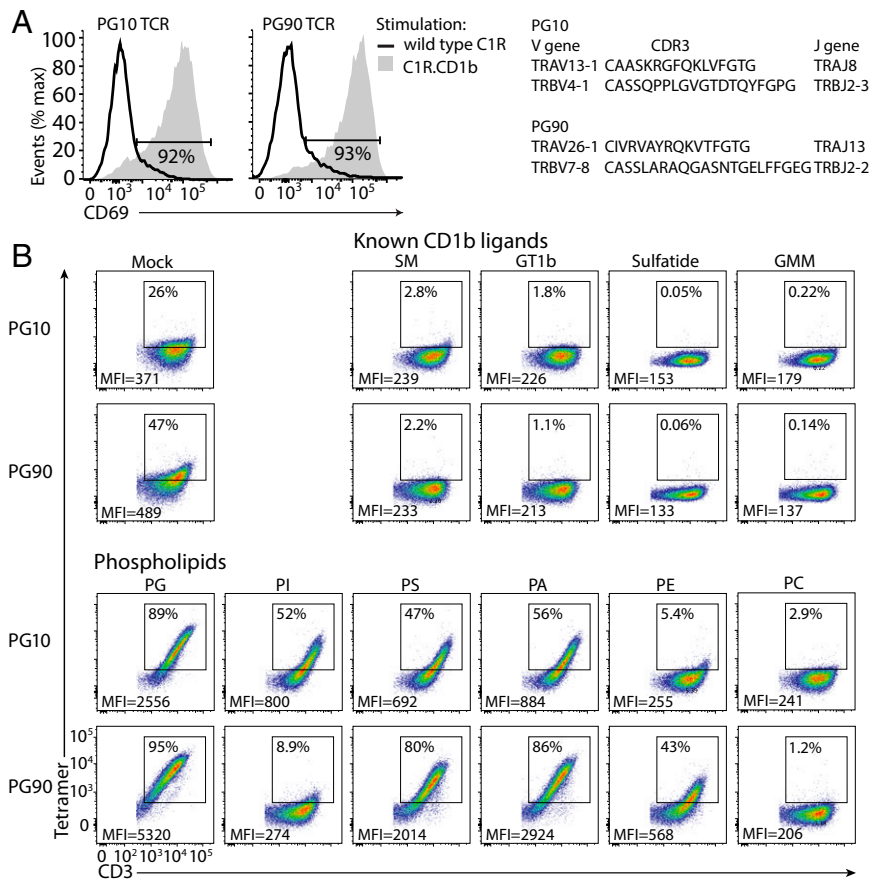 A
PG10 TCR
PG90 TCR
Stimulation:
wild type C1R
C1R.CD1b
Events (% max)
100
80
60
40
20
0
92%
93%
0 10³ 10⁴ 10⁵
0 10³ 10⁴ 10⁵
CD69
PG10
V gene CDR3 J gene
TRAV13-1 CAASKRGFQKLVFGTG TRAJ8
TRBV4-1 CASSQPPLGVGTDTQYFGPG TRBJ2-3
PG90
TRAV26-1 CIVRVAYRQKVTFGTG TRAJ13
TRBV7-8 CASSLARAQGASNTGELFFGEG TRBJ2-2
B
Known CD1b ligands
Mock SM GT1b Sulfatide GMM
PG10
26% 2.8% 1.8% 0.05% 0.22%
MFI=371 MFI=239 MFI=226 MFI=153 MFI=179
PG90
47% 2.2% 1.1% 0.06% 0.14%
MFI=489 MFI=233 MFI=213 MFI=133 MFI=137
Phospholipids
PG PI PS PA PE PC
PG10
89% 52% 47% 56% 5.4% 2.9%
MFI=2556 MFI=800 MFI=692 MFI=884 MFI=255 MFI=241
PG90
95% 8.9% 80% 86% 43% 1.2%
MFI=5320 MFI=274 MFI=2014 MFI=2924 MFI=568 MFI=206
Tetramer
10⁵
10⁴
10³
0
0 10² 10³ 10⁴ 10⁵
CD3